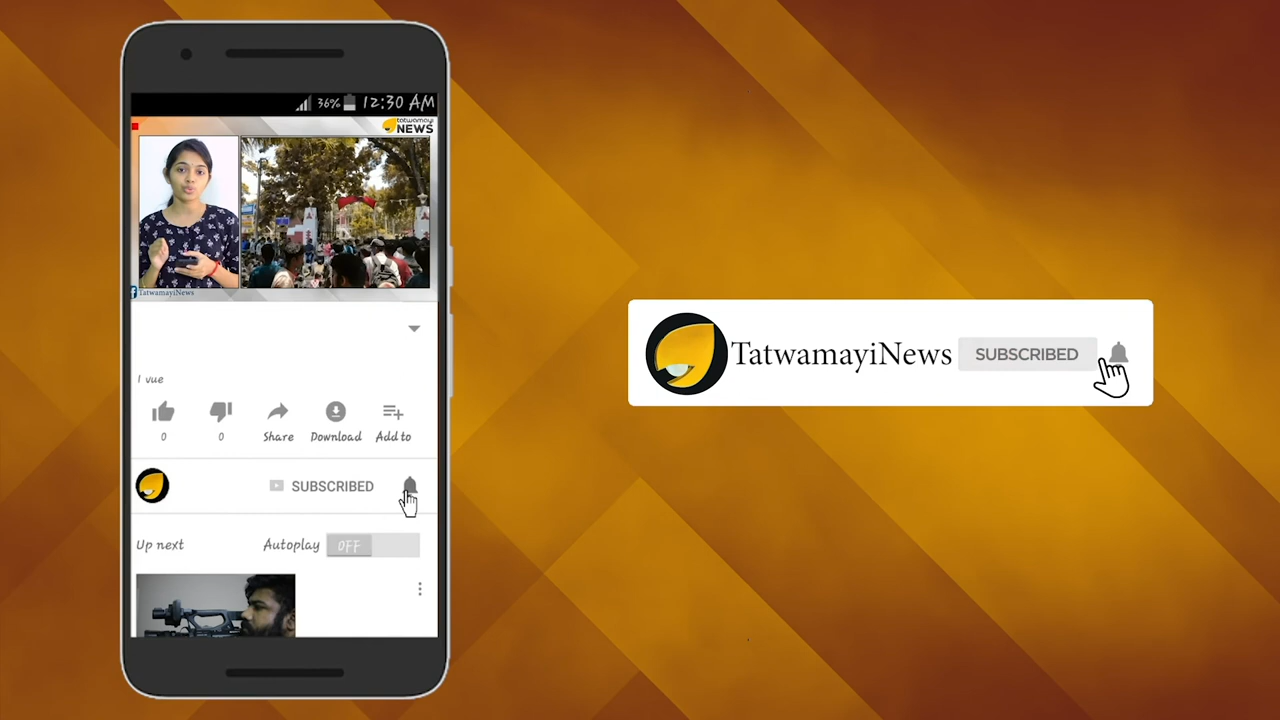 36% 12:30 AM
tatwamayi
NEWS
TatwamayiNews
1 vue
0 0 Share Download Add to
SUBSCRIBED
Up next Autoplay OFF
TatwamayiNews SUBSCRIBED